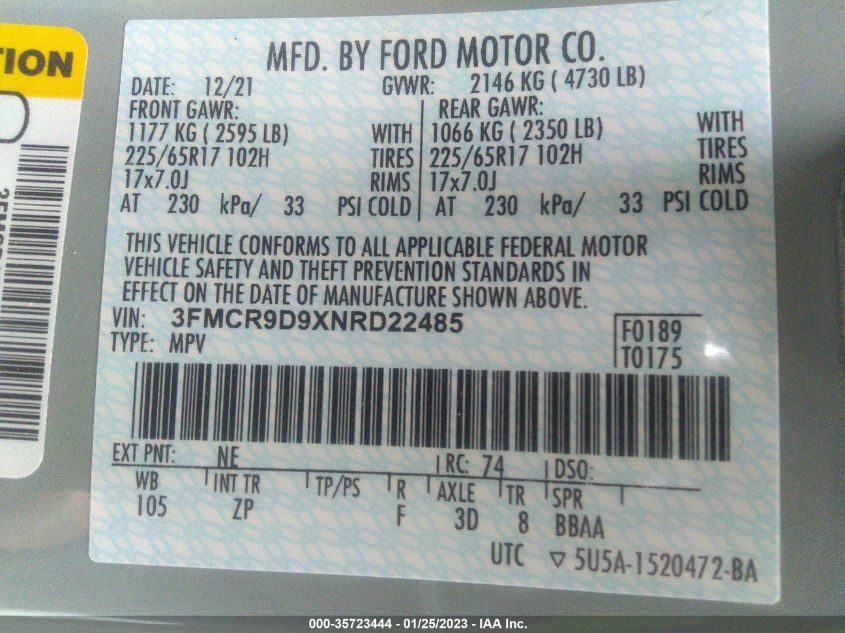 TION
MFD. BY FORD MOTOR CO.
DATE: 12/21 GVWR: 2146 KG ( 4730 LB)
FRONT GAWR: REAR GAWR:
1177 KG ( 2595 LB) WITH 1066 KG ( 2350 LB) WITH
225/65R17 102H TIRES 225/65R17 102H TIRES
17x7.0J RIMS 17x7.0J RIMS
AT 230 kPa/ 33 PSI COLD AT 230 kPa/ 33 PSI COLD
THIS VEHICLE CONFORMS TO ALL APPLICABLE FEDERAL MOTOR
VEHICLE SAFETY AND THEFT PREVENTION STANDARDS IN
EFFECT ON THE DATE OF MANUFACTURE SHOWN ABOVE.
VIN: 3FMCR9D9XNRD22485 F0189
TYPE: MPV T0175
EXT PNT: NE RC: 74 DSO:
WB INT TR TP/PS R AXLE TR SPR
105 ZP F 3D 8 BBAA
UTC ▽ 5U5A-1520472-BA
000-35723444 - 01/25/2023 - IAA Inc.